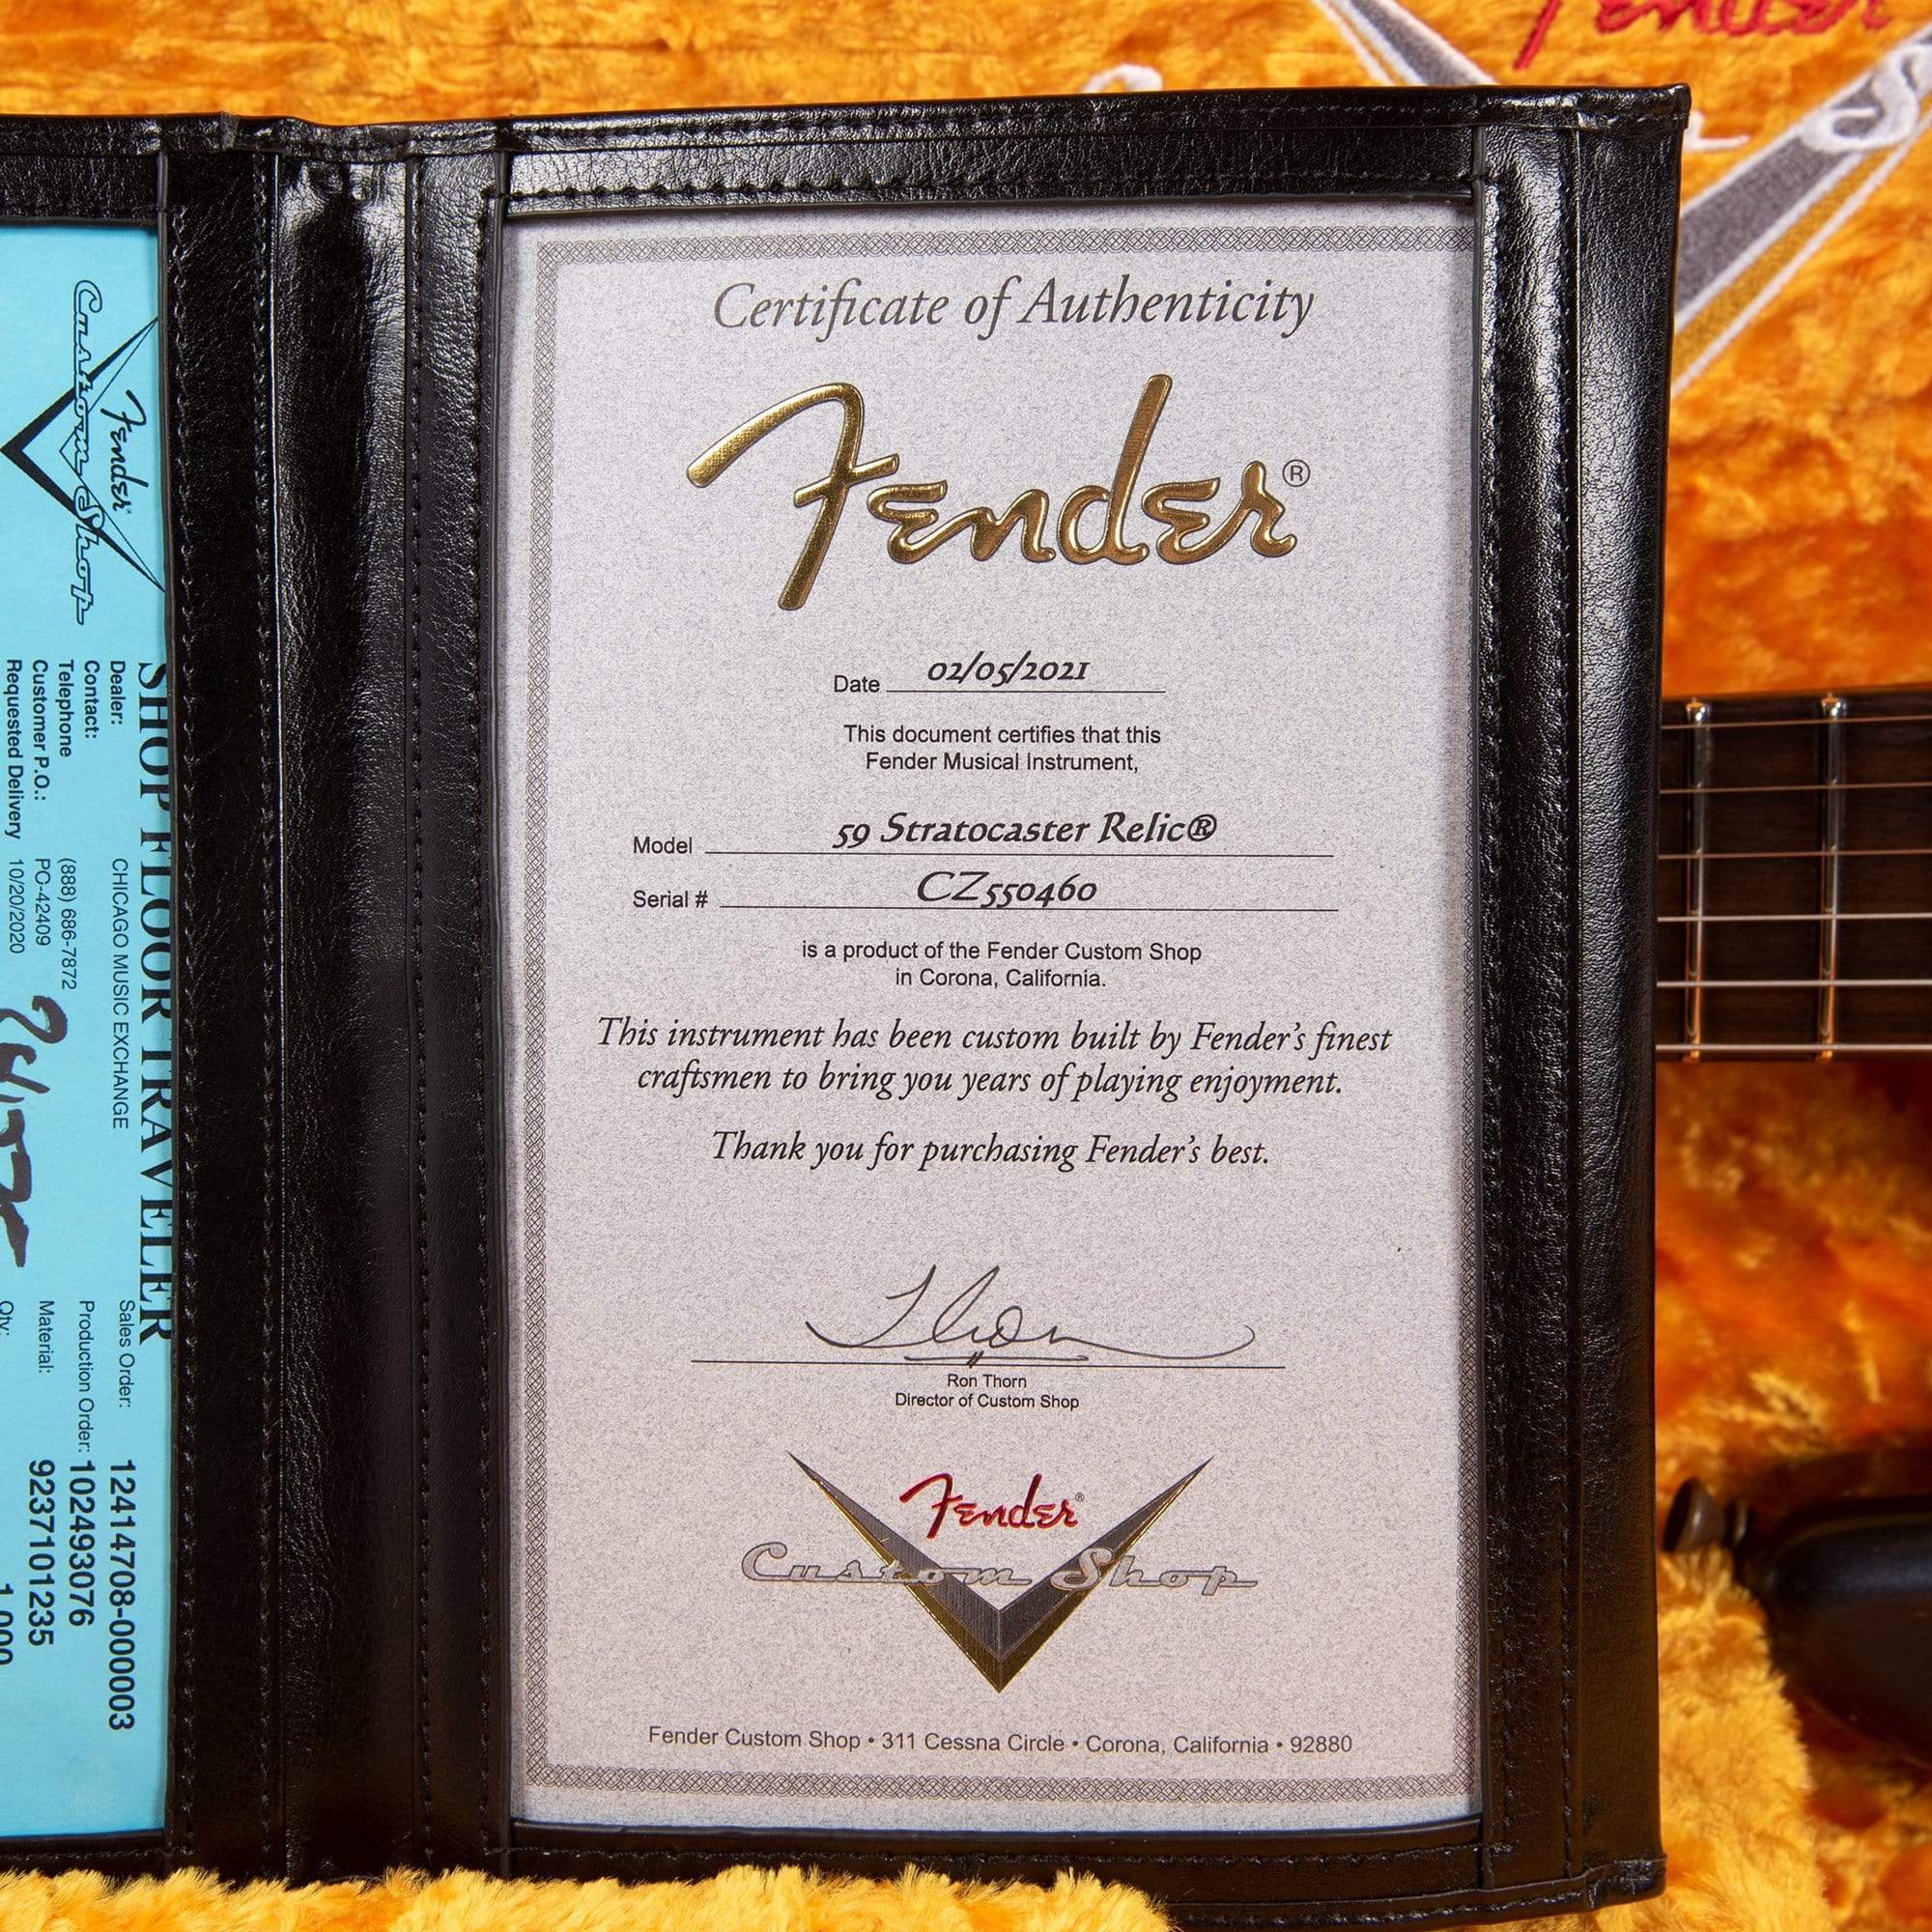 Fender
Custom Shop
Fender®
SHOP FLOOR TRAVELER
Dealer: CHICAGO MUSIC EXCHANGE
Contact:
Telephone (888) 686-7872
Customer P.O.: PO-42409
Requested Delivery 10/20/2020
Sales Order: 12414708-000003
Production Order: 102493076
Material: 9237101235
Qty: 1.000
Certificate of Authenticity
Fender®
Date 02/05/2021
This document certifies that this
Fender Musical Instrument,
Model 59 Stratocaster Relic®
Serial # CZ550460
is a product of the Fender Custom Shop
in Corona, California.
This instrument has been custom built by Fender's finest
craftsmen to bring you years of playing enjoyment.
Thank you for purchasing Fender's best.
Ron Thorn
Director of Custom Shop
Fender®
Custom Shop
Fender Custom Shop • 311 Cessna Circle • Corona, California • 92880